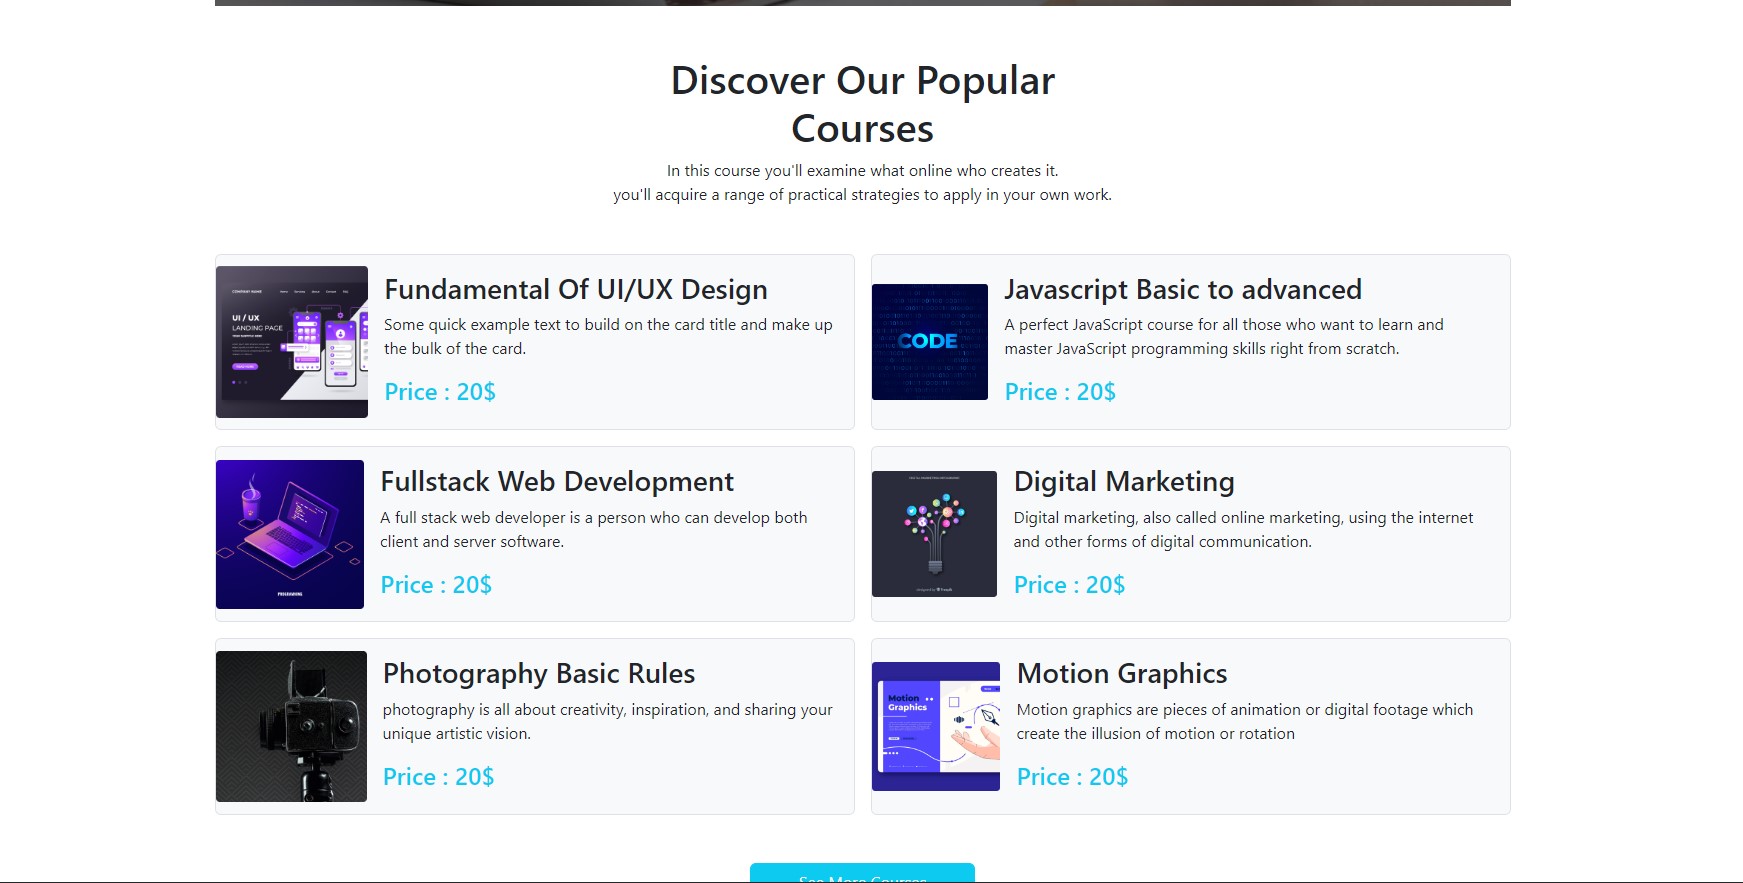 Discover Our Popular
Courses
In this course you'll examine what online who creates it.
you'll acquire a range of practical strategies to apply in your own work.
COMPANY NAME
UI / UX
LANDING PAGE
Fundamental Of UI/UX Design
Some quick example text to build on the card title and make up
the bulk of the card.
Price : 20$
CODE
Javascript Basic to advanced
A perfect JavaScript course for all those who want to learn and
master JavaScript programming skills right from scratch.
Price : 20$
PROGRAMMING
Fullstack Web Development
A full stack web developer is a person who can develop both
client and server software.
Price : 20$
Digital Marketing
Digital marketing, also called online marketing, using the internet
and other forms of digital communication.
Price : 20$
Photography Basic Rules
photography is all about creativity, inspiration, and sharing your
unique artistic vision.
Price : 20$
Motion
Graphics
Motion Graphics
Motion graphics are pieces of animation or digital footage which
create the illusion of motion or rotation
Price : 20$
See More Courses